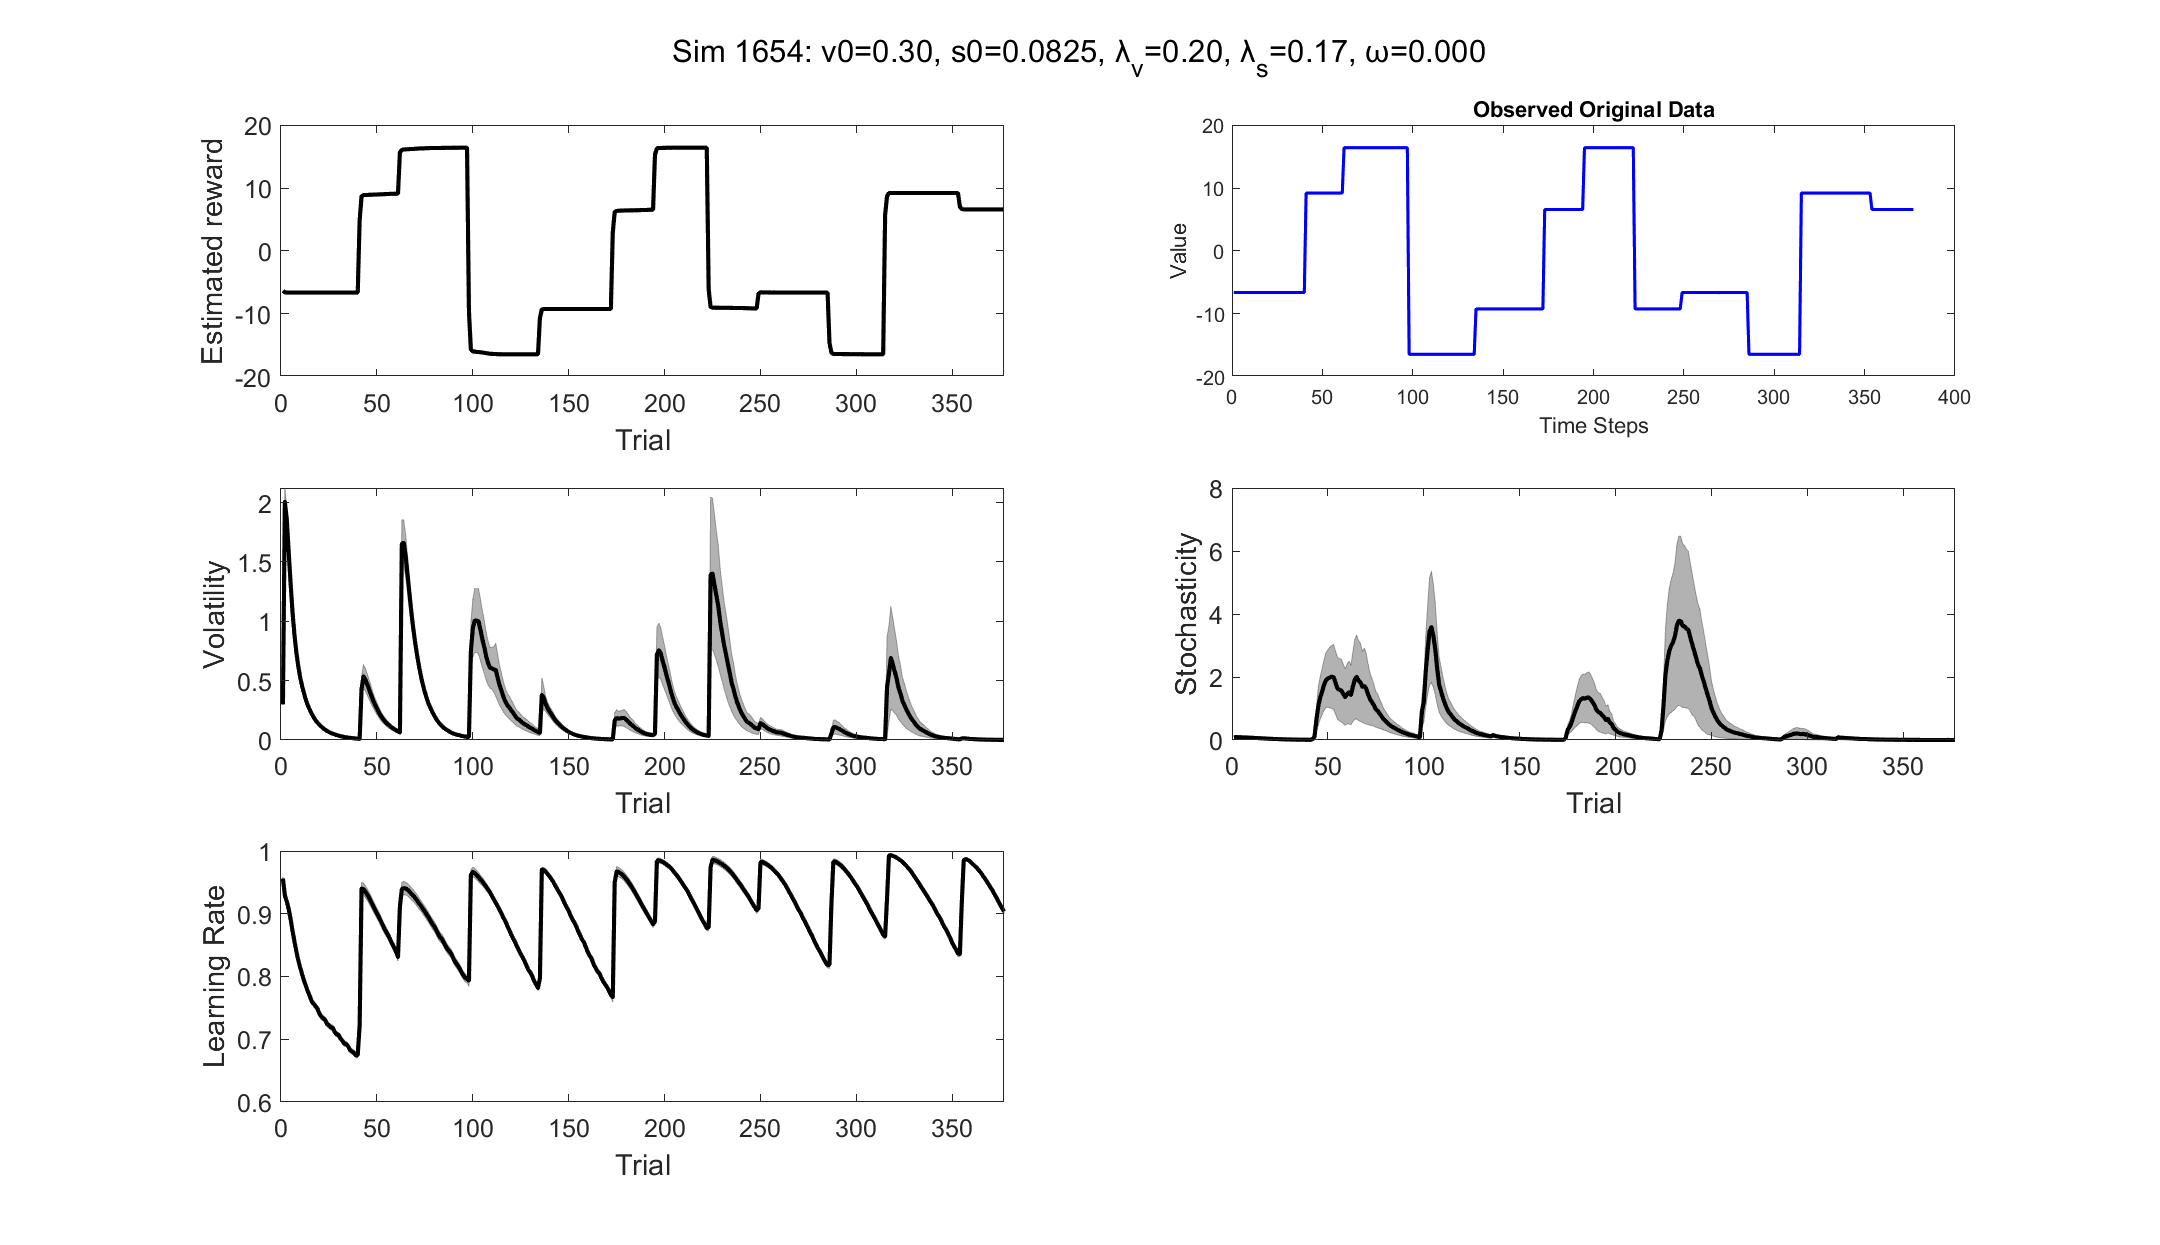 Sim 1654: v0=0.30, s0=0.0825, λ_v=0.20, λ_s=0.17, ω=0.000
Estimated reward
20
10
0
-10
-20
0 50 100 150 200 250 300 350
Trial
Observed Original Data
Value
20
10
0
-10
-20
0 50 100 150 200 250 300 350 400
Time Steps
Volatility
2
1.5
1
0.5
0
0 50 100 150 200 250 300 350
Trial
Stochasticity
8
6
4
2
0
0 50 100 150 200 250 300 350
Trial
Learning Rate
1
0.9
0.8
0.7
0.6
0 50 100 150 200 250 300 350
Trial